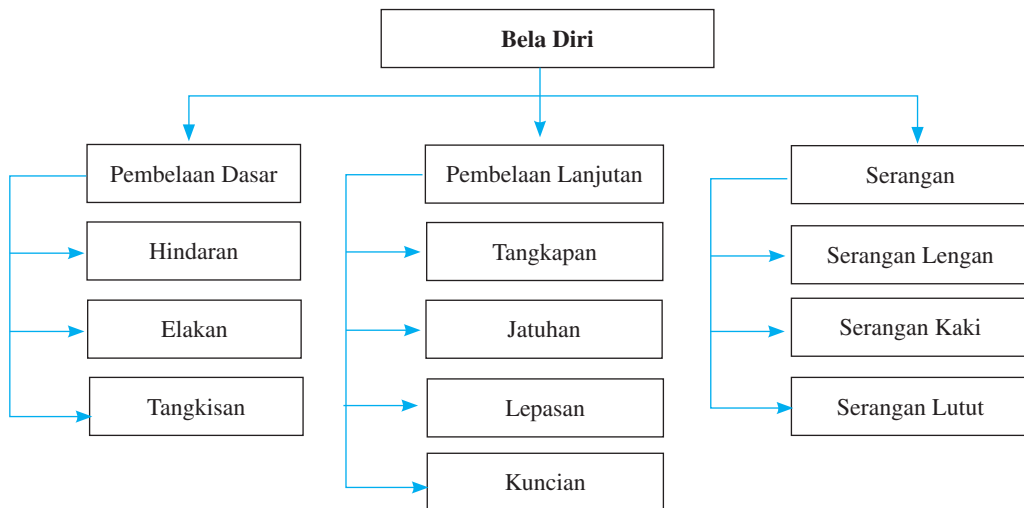 Bela Diri
Pembelaan Dasar
Hindaran
Elakan
Tangkisan
Pembelaan Lanjutan
Tangkapan
Jatuhan
Lepasan
Kuncian
Serangan
Serangan Lengan
Serangan Kaki
Serangan Lutut